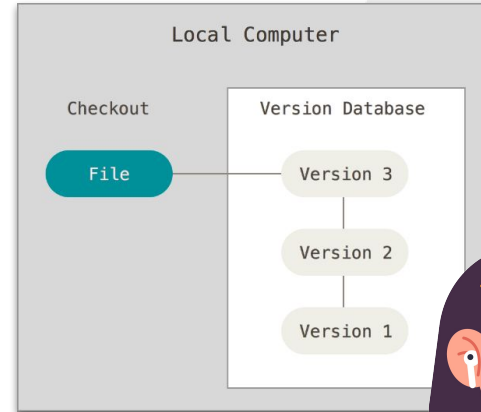 Local Computer
Checkout
Version Database
File
Version 3
Version 2
Version 1